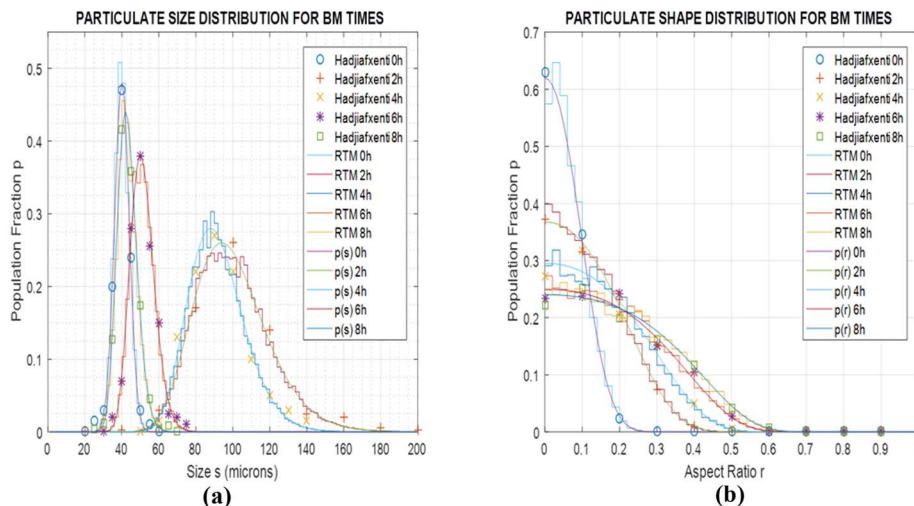 PARTICULATE SIZE DISTRIBUTION FOR BM TIMES
Population Fraction p
0.5
0.4
0.3
0.2
0.1
0
0 20 40 60 80 100 120 140 160 180 200
Size s (microns)
Hadjiafxenti 0h
Hadjiafxenti 2h
Hadjiafxenti 4h
Hadjiafxenti 6h
Hadjiafxenti 8h
RTM 0h
RTM 2h
RTM 4h
RTM 6h
RTM 8h
p(s) 0h
p(s) 2h
p(s) 4h
p(s) 6h
p(s) 8h
(a)
PARTICULATE SHAPE DISTRIBUTION FOR BM TIMES
Population Fraction p
0.7
0.6
0.5
0.4
0.3
0.2
0.1
0
0 0.1 0.2 0.3 0.4 0.5 0.6 0.7 0.8 0.9 1
Aspect Ratio r
Hadjiafxenti 0h
Hadjiafxenti 2h
Hadjiafxenti 4h
Hadjiafxenti 6h
Hadjiafxenti 8h
RTM 0h
RTM 2h
RTM 4h
RTM 6h
RTM 8h
p(r) 0h
p(r) 2h
p(r) 4h
p(r) 6h
p(r) 8h
(b)